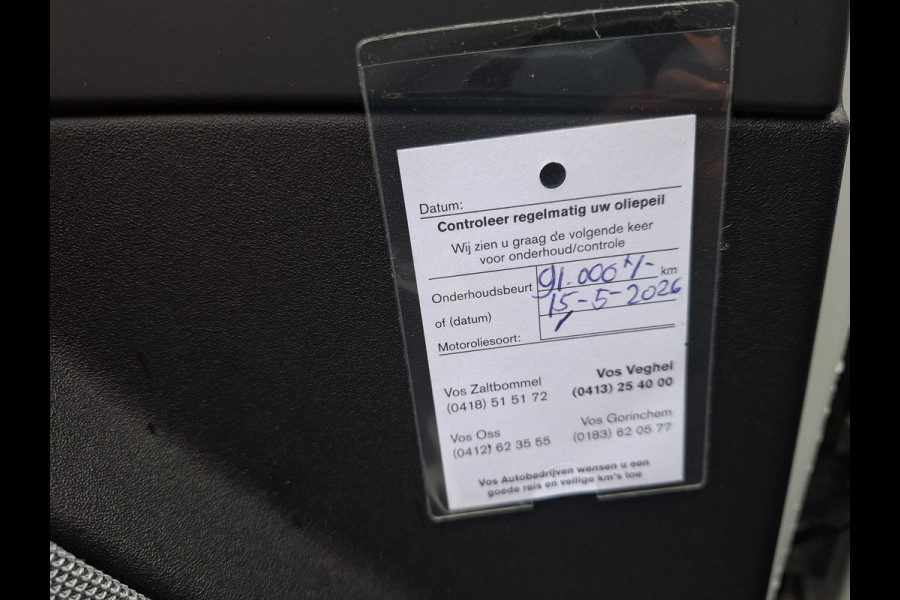 Datum:
Controleer regelmatig uw oliepeil
Wij zien u graag de volgende keer
voor onderhoud/controle
Onderhoudsbeurt 91.000 +/- km
of (datum) 15-5-2026
Motoroliesoort:
Vos Zaltbommel
(0418) 51 51 72
Vos Veghel
(0413) 25 40 00
Vos Oss
(0412) 62 35 55
Vos Gorinchem
(0183) 62 05 77
Vos Autobedrijven wensen u een
goede reis en veilige km's toe